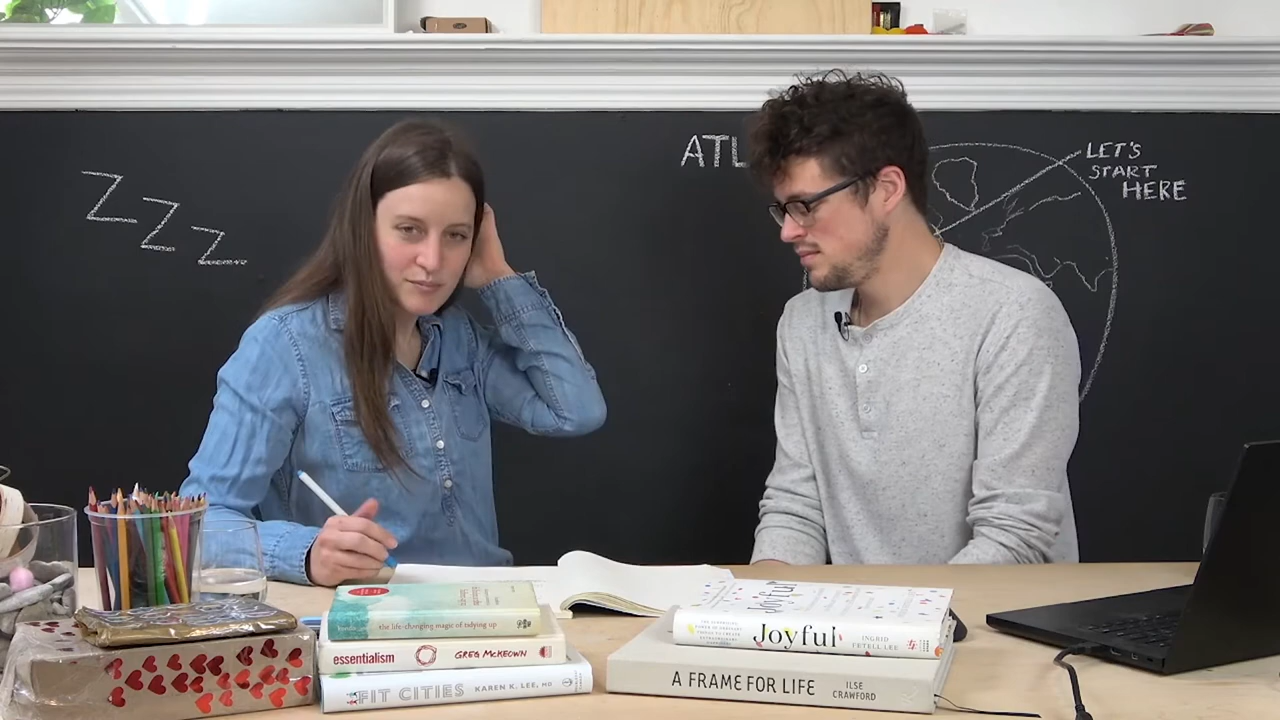 Z Z Z
ATL
LET'S
START
HERE
the life-changing magic of tidying up
essentialism GREG MCKEOWN
FIT CITIES KAREN K. LEE, MD
Joyful
Joyful INGRID
FETELL LEE
A FRAME FOR LIFE ILSE
CRAWFORD